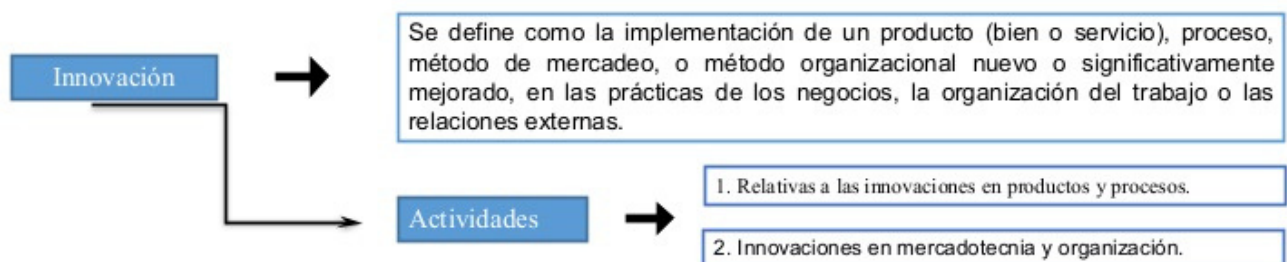 Innovación
Se define como la implementación de un producto (bien o servicio), proceso,
método de mercadeo, o método organizacional nuevo o significativamente
mejorado, en las prácticas de los negocios, la organización del trabajo o las
relaciones externas.
Actividades
1. Relativas a las innovaciones en productos y procesos.
2. Innovaciones en mercadotecnia y organización.